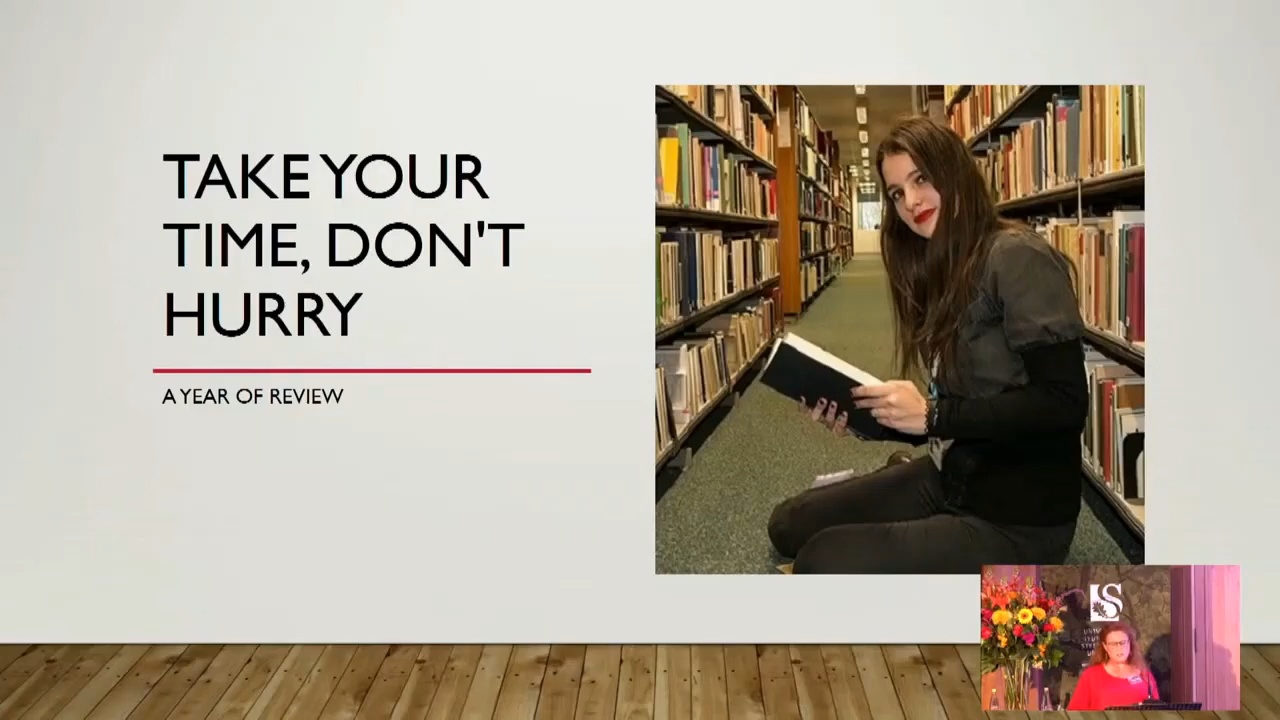 TAKE YOUR
TIME, DON'T
HURRY
A YEAR OF REVIEW
S